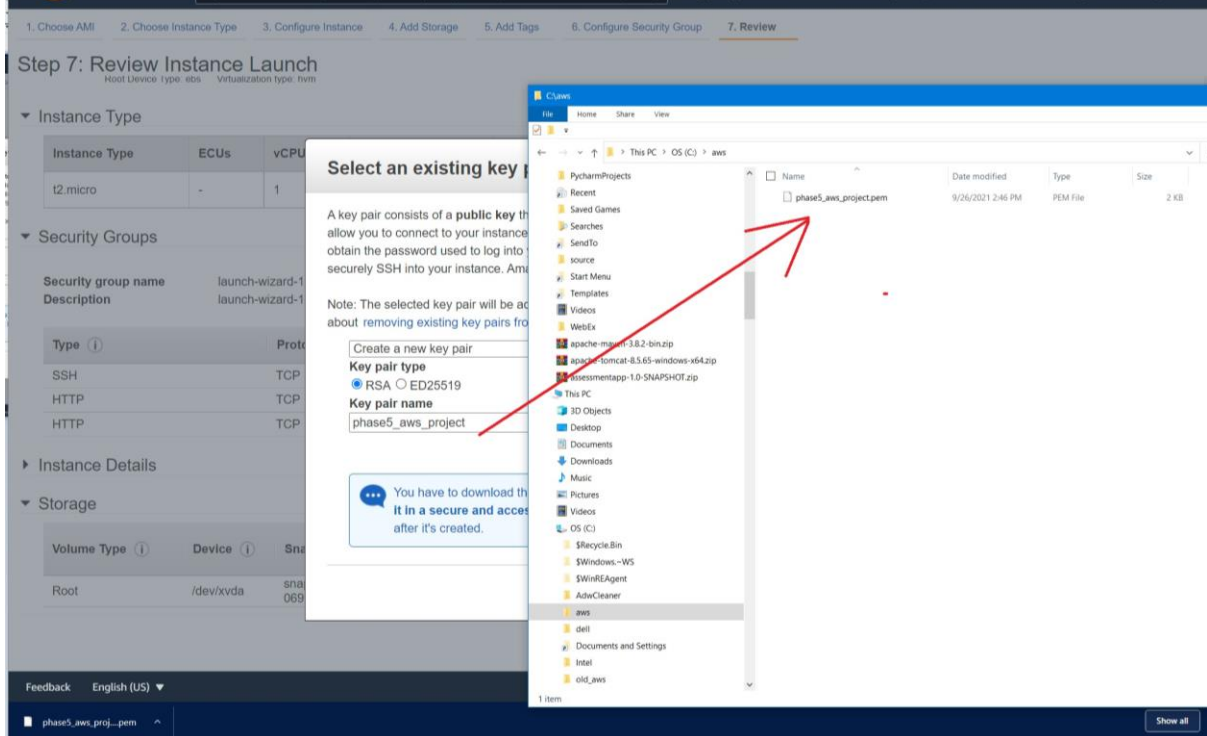 1. Choose AMI 2. Choose Instance Type 3. Configure Instance 4. Add Storage 5. Add Tags 6. Configure Security Group 7. Review
Step 7: Review Instance Launch
Root Device Type: ebs Virtualization type: hvm
Instance Type
Instance Type ECUs vCPU
t2.micro - 1
Security Groups
Security group name launch-wizard-1
Description launch-wizard-1
Type Proto
SSH TCP
HTTP TCP
HTTP TCP
Instance Details
Storage
Volume Type Device Sna
Root /dev/xvda snap
069
Select an existing key p
A key pair consists of a public key th
allow you to connect to your instance
obtain the password used to log into
securely SSH into your instance. Ama
Note: The selected key pair will be ad
about removing existing key pairs fro
Create a new key pair
Key pair type
RSA ED25519
Key pair name
phase5_aws_project
You have to download th
it in a secure and acces
after it's created.
C:\aws
File Home Share View
This PC > OS (C:) > aws
Name Date modified Type Size
phase5_aws_project.pem 9/26/2021 2:46 PM PEM File 2 KB
PycharmProjects
Recent
Saved Games
Searches
SendTo
source
Start Menu
Templates
Videos
WebEx
apache-maven-3.8.2-bin.zip
apache-tomcat-8.5.65-windows-x64.zip
assessmentapp-1.0-SNAPSHOT.zip
This PC
3D Objects
Desktop
Documents
Downloads
Music
Pictures
Videos
OS (C:)
$Recycle.Bin
$Windows.~WS
$WinREAgent
AdwCleaner
aws
dell
Documents and Settings
Intel
old_aws
1 item
Feedback English (US)
phase5_aws_proj....pem
Show all